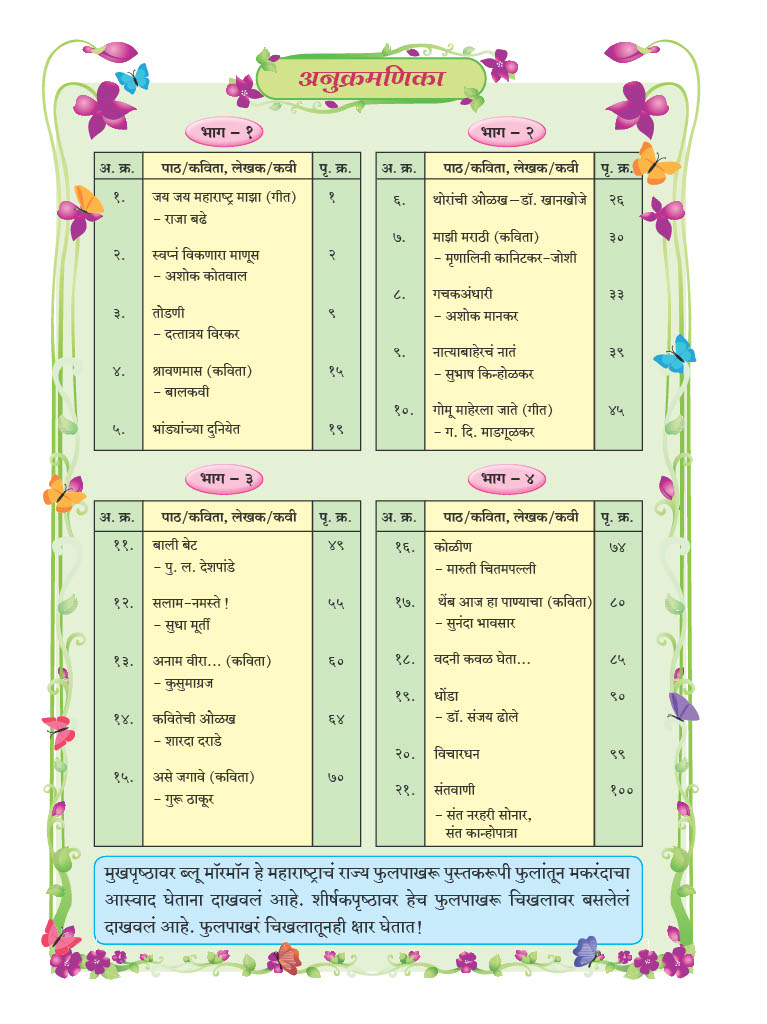 अनुक्रमणिका
भाग – १
अ. क्र. पाठ/कविता, लेखक/कवी पृ. क्र.
१. जय जय महाराष्ट्र माझा (गीत) १
– राजा बढे
२. स्वप्नं विकणारा माणूस २
– अशोक कोतवाल
३. तोडणी ९
– दत्तात्रय विरकर
४. श्रावणमास (कविता) १५
– बालकवी
५. भांड्यांच्या दुनियेत १९
भाग – २
अ. क्र. पाठ/कविता, लेखक/कवी पृ. क्र.
६. थोरांची ओळख—डॉ. खानखोजे २६
७. माझी मराठी (कविता) ३०
– मृणालिनी कानिटकर-जोशी
८. गचकअंधारी ३३
– अशोक मानकर
९. नात्याबाहेरचं नातं ३९
– सुभाष किन्होळकर
१०. गोमू माहेरला जाते (गीत) ४५
– ग. दि. माडगूळकर
भाग – ३
अ. क्र. पाठ/कविता, लेखक/कवी पृ. क्र.
११. बाली बेट ४९
– पु. ल. देशपांडे
१२. सलाम-नमस्ते ! ५५
– सुधा मूर्ती
१३. अनाम वीरा... (कविता) ६०
– कुसुमाग्रज
१४. कवितेची ओळख ६४
– शारदा दराडे
१५. असे जगावे (कविता) ७०
– गुरू ठाकूर
भाग – ४
अ. क्र. पाठ/कविता, लेखक/कवी पृ. क्र.
१६. कोळीण ७४
– मारुती चितमपल्ली
१७. थेंब आज हा पाण्याचा (कविता) ८०
– सुनंदा भावसार
१८. वदनी कवळ घेता... ८५
१९. धोंडा ९०
– डॉ. संजय ढोले
२०. विचारधन ९९
२१. संतवाणी १००
– संत नरहरी सोनार,
संत कान्होपात्रा
मुखपृष्ठावर ब्लू मॉरमॉन हे महाराष्ट्राचं राज्य फुलपाखरू पुस्तकरूपी फुलांतून मकरंदाचा
आस्वाद घेताना दाखवलं आहे. शीर्षकपृष्ठावर हेच फुलपाखरू चिखलावर बसलेलं
दाखवलं आहे. फुलपाखरं चिखलातूनही क्षार घेतात!